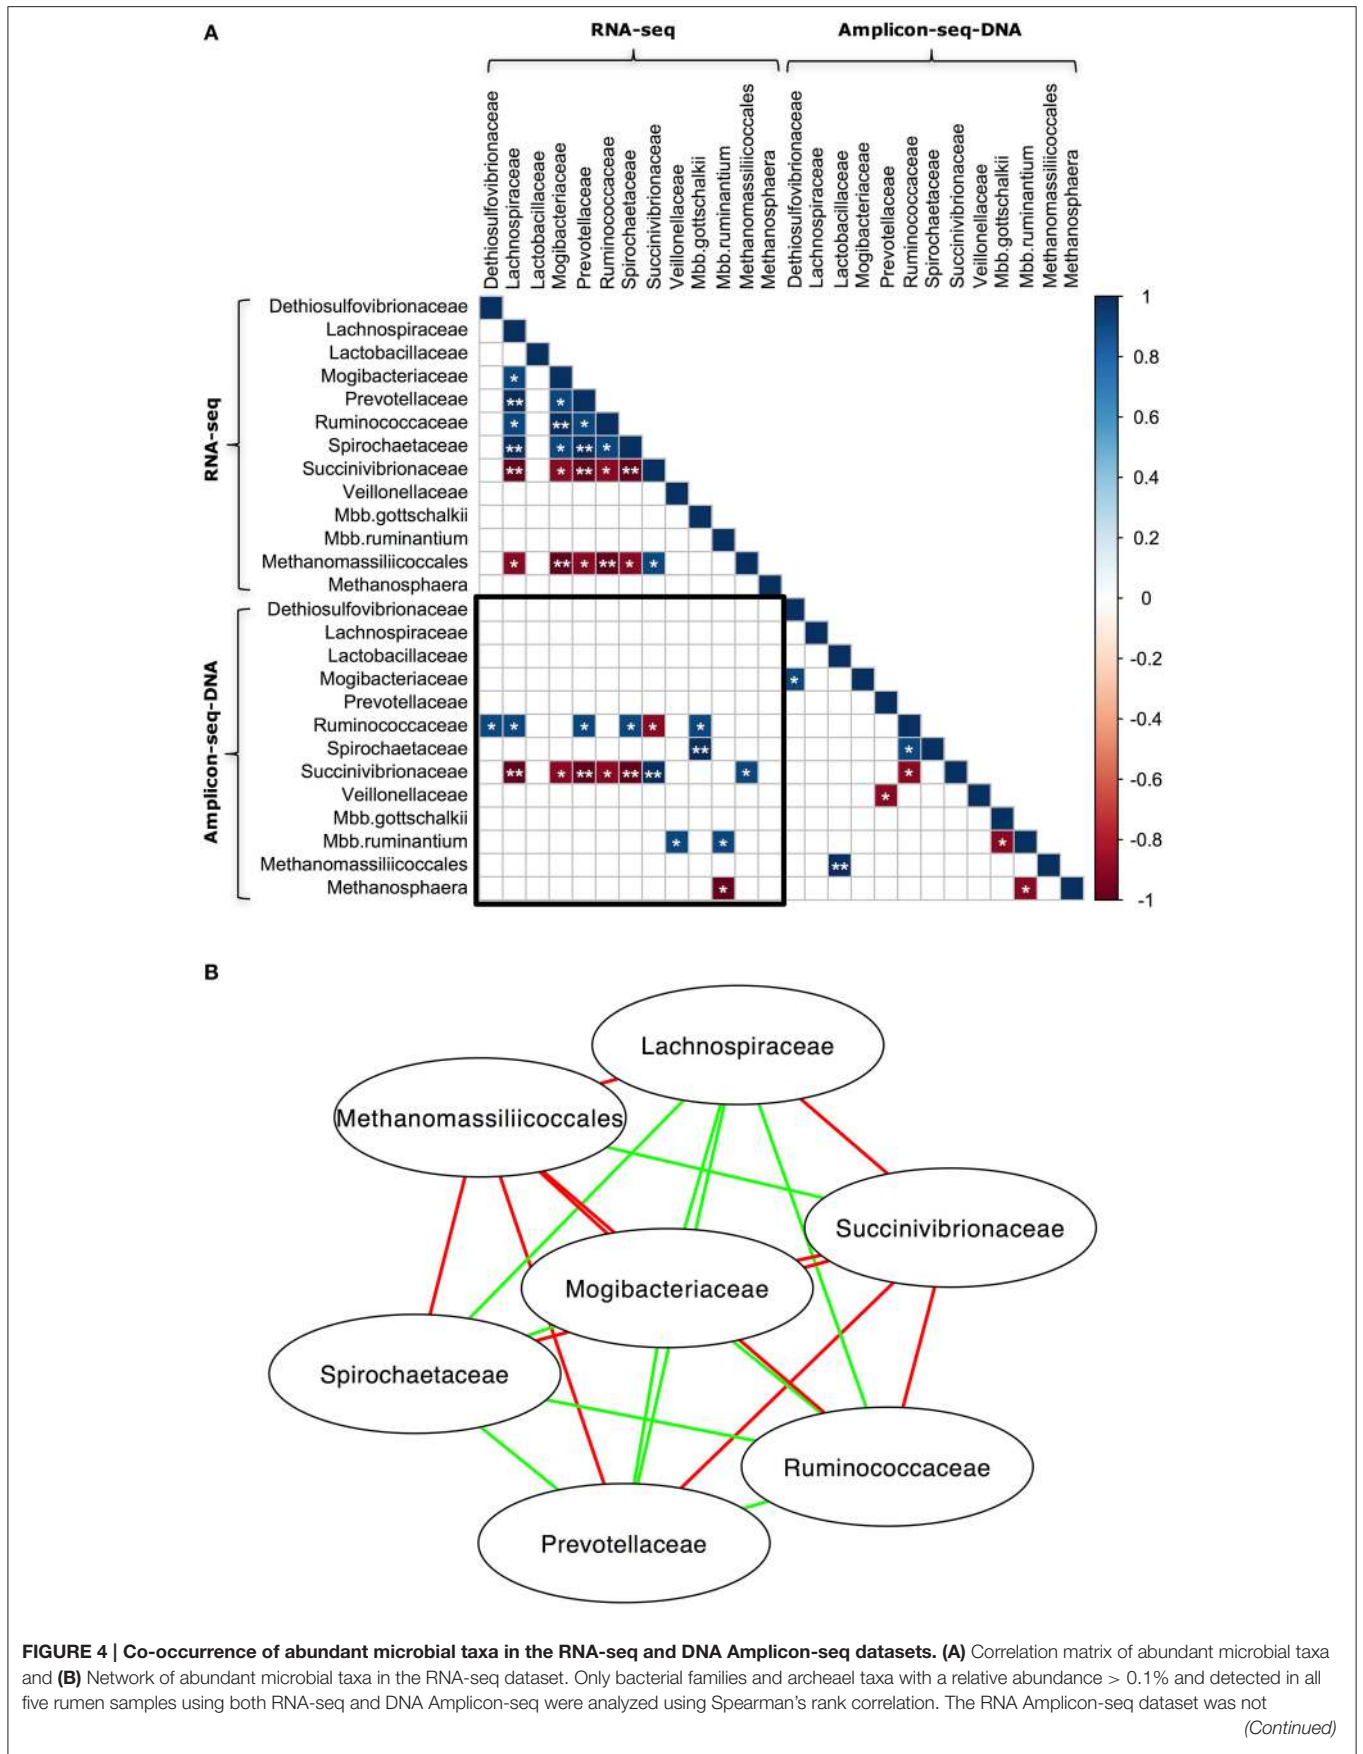 A
RNA-seq
Amplicon-seq-DNA
Dethiosulfovibrionaceae
Lachnospiraceae
Lactobacillaceae
Mogibacteriaceae
Prevotellaceae
Ruminococcaceae
Spirochaetaceae
Succinivibrionaceae
Veillonellaceae
Mbb.gottschalkii
Mbb.ruminantium
Methanomassiliicoccales
Methanosphaera
Dethiosulfovibrionaceae
Lachnospiraceae
Lactobacillaceae
Mogibacteriaceae
Prevotellaceae
Ruminococcaceae
Spirochaetaceae
Succinivibrionaceae
Veillonellaceae
Mbb.gottschalkii
Mbb.ruminantium
Methanomassiliicoccales
Methanosphaera
RNA-seq
Dethiosulfovibrionaceae
Lachnospiraceae
Lactobacillaceae
Mogibacteriaceae * 
Prevotellaceae ** *
Ruminococcaceae * ** *
Spirochaetaceae ** * ** *
Succinivibrionaceae ** * ** * **
Veillonellaceae
Mbb.gottschalkii
Mbb.ruminantium
Methanomassiliicoccales * ** * ** * *
Methanosphaera
Amplicon-seq-DNA
Dethiosulfovibrionaceae
Lachnospiraceae
Lactobacillaceae
Mogibacteriaceae *
Prevotellaceae
Ruminococcaceae * * * * * *
Spirochaetaceae ** *
Succinivibrionaceae ** * ** * ** ** * *
Veillonellaceae *
Mbb.gottschalkii
Mbb.ruminantium * * *
Methanomassiliicoccales **
Methanosphaera * *
1
0.8
0.6
0.4
0.2
0
-0.2
-0.4
-0.6
-0.8
-1
B
Lachnospiraceae
Methanomassiliicoccales
Succinivibrionaceae
Mogibacteriaceae
Spirochaetaceae
Ruminococcaceae
Prevotellaceae
FIGURE 4 | Co-occurrence of abundant microbial taxa in the RNA-seq and DNA Amplicon-seq datasets. (A) Correlation matrix of abundant microbial taxa
and (B) Network of abundant microbial taxa in the RNA-seq dataset. Only bacterial families and archeael taxa with a relative abundance > 0.1% and detected in all
five rumen samples using both RNA-seq and DNA Amplicon-seq were analyzed using Spearman's rank correlation. The RNA Amplicon-seq dataset was not
(Continued)